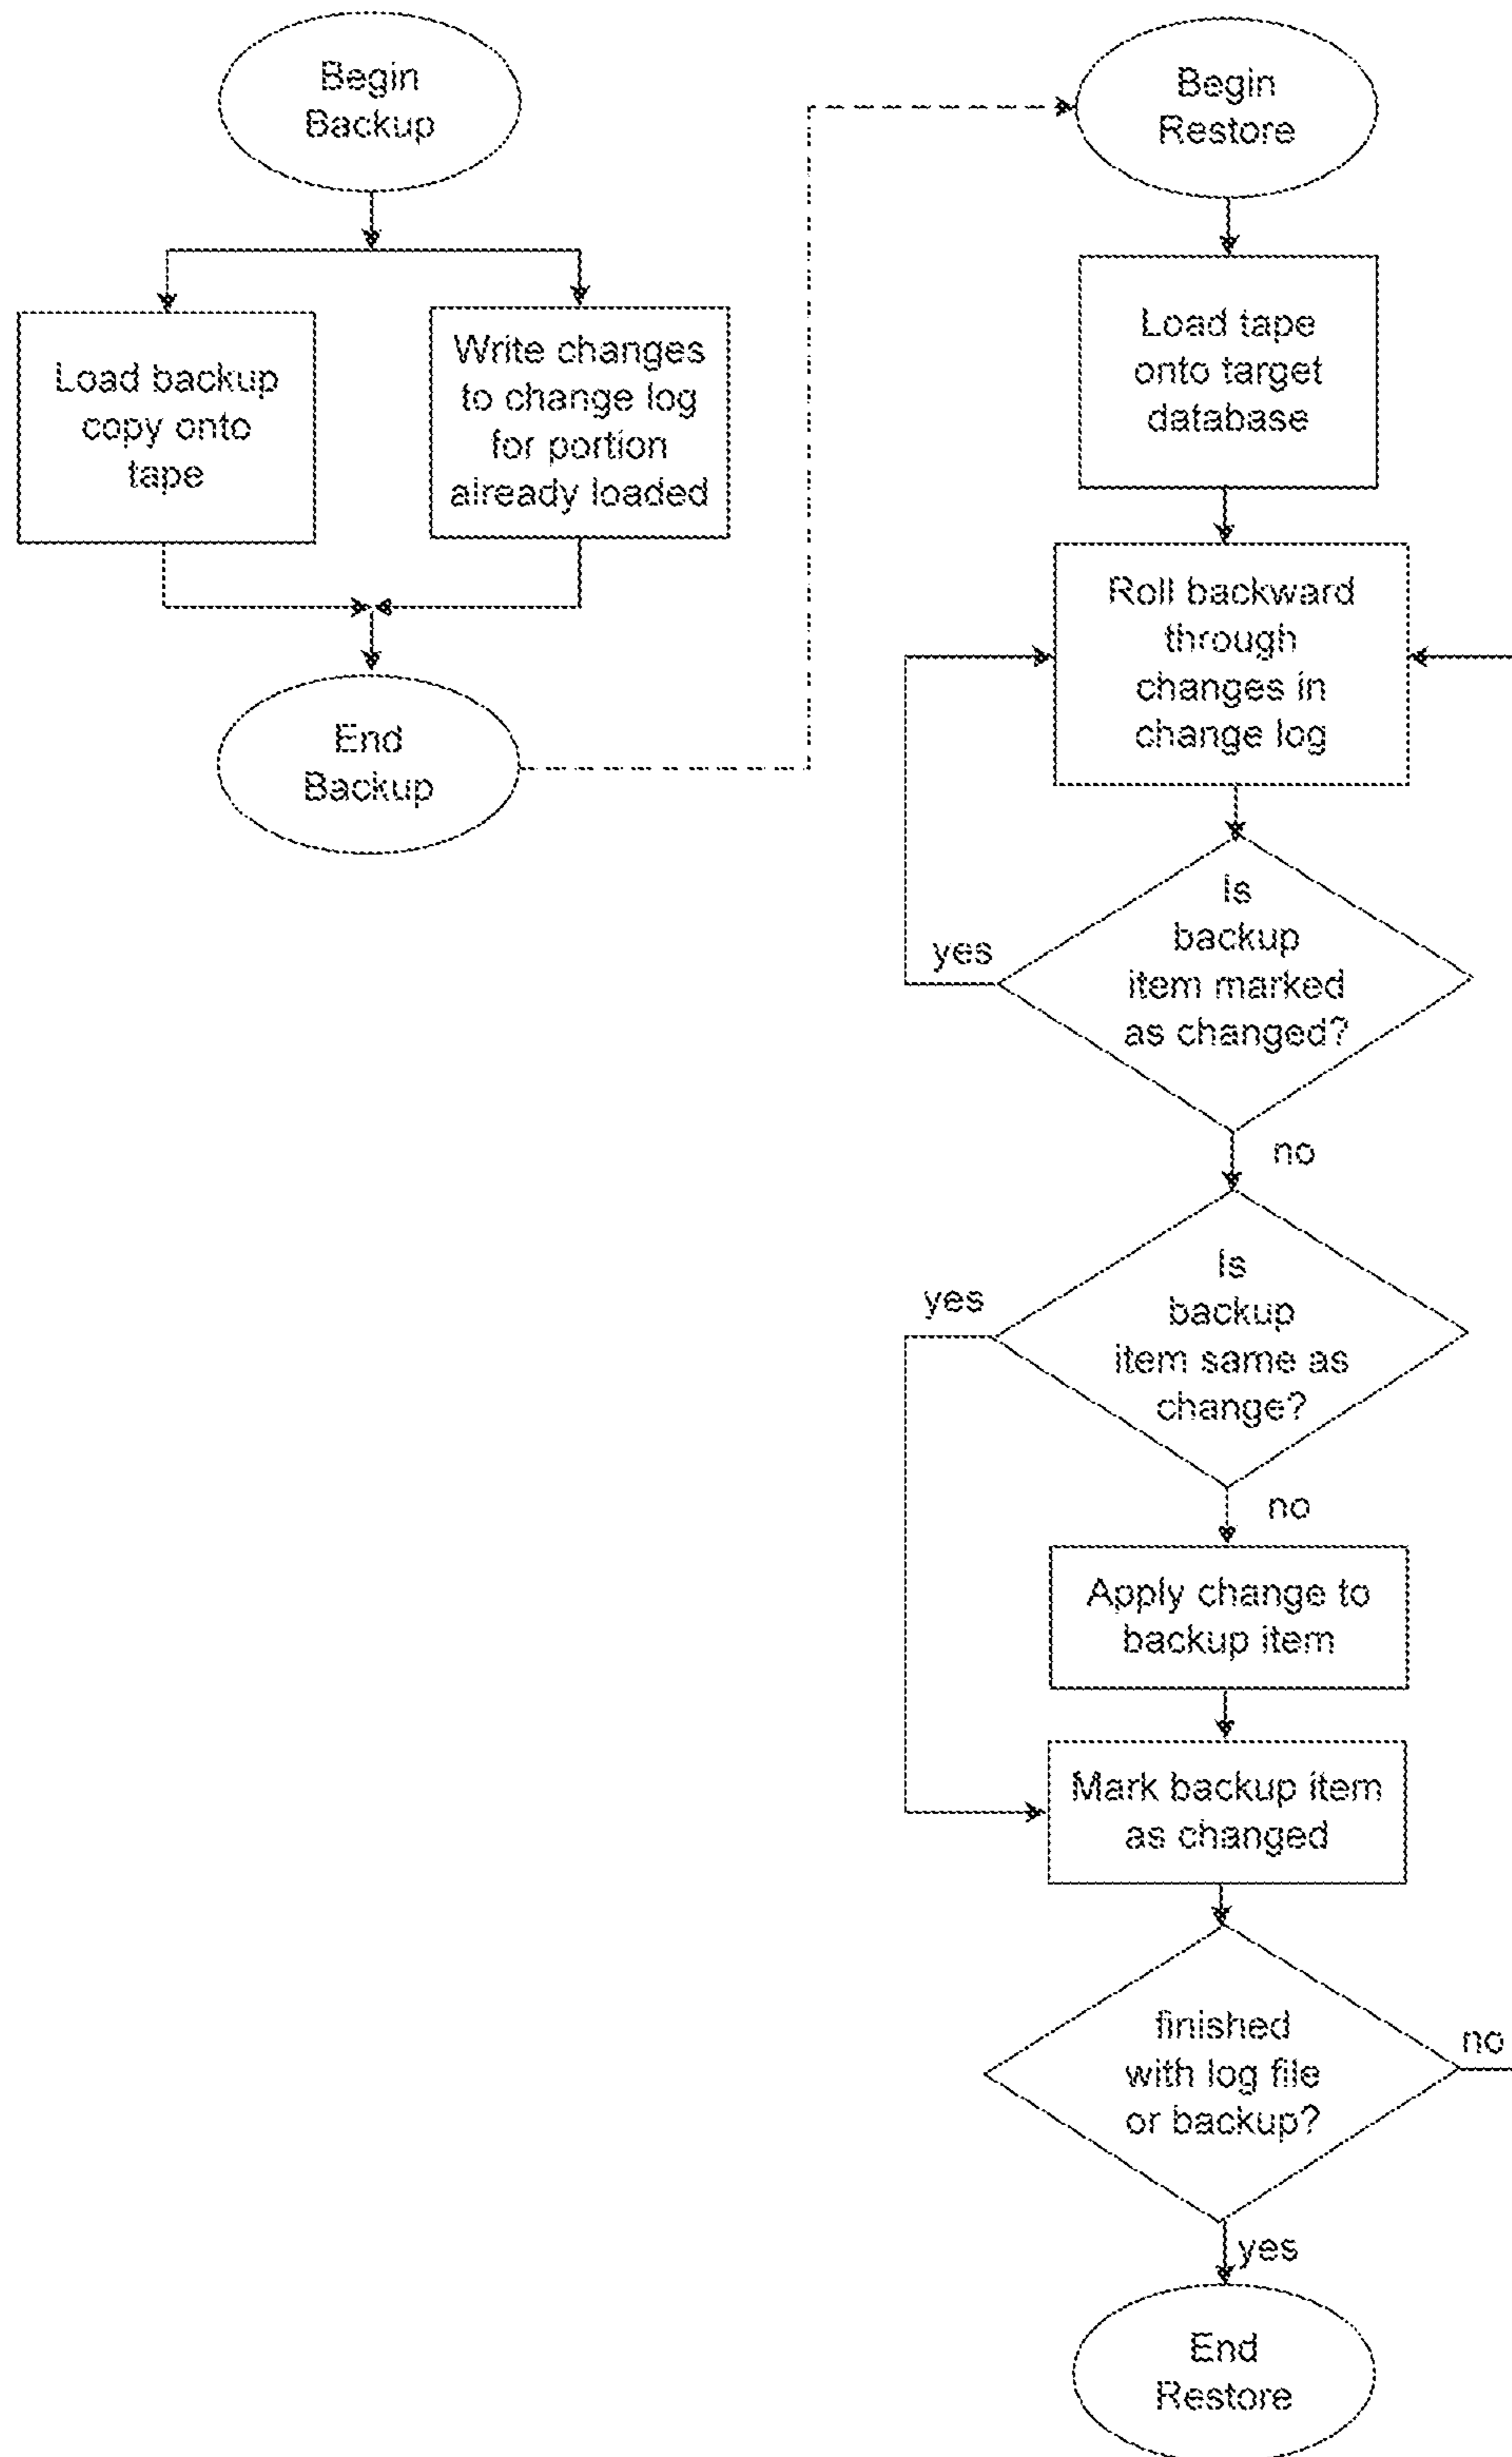 Begin
Backup
Load backup
copy onto
tape
Write changes
to change log
for portion
already loaded
End
Backup
Begin
Restore
Load tape
onto target
database
Roll backward
through
changes in
change log
Is
backup
item marked
as changed?
yes
no
Is
backup
item same as
change?
yes
no
Apply change to
backup item
Mark backup item
as changed
finished
with log file
or backup?
no
yes
End
Restore